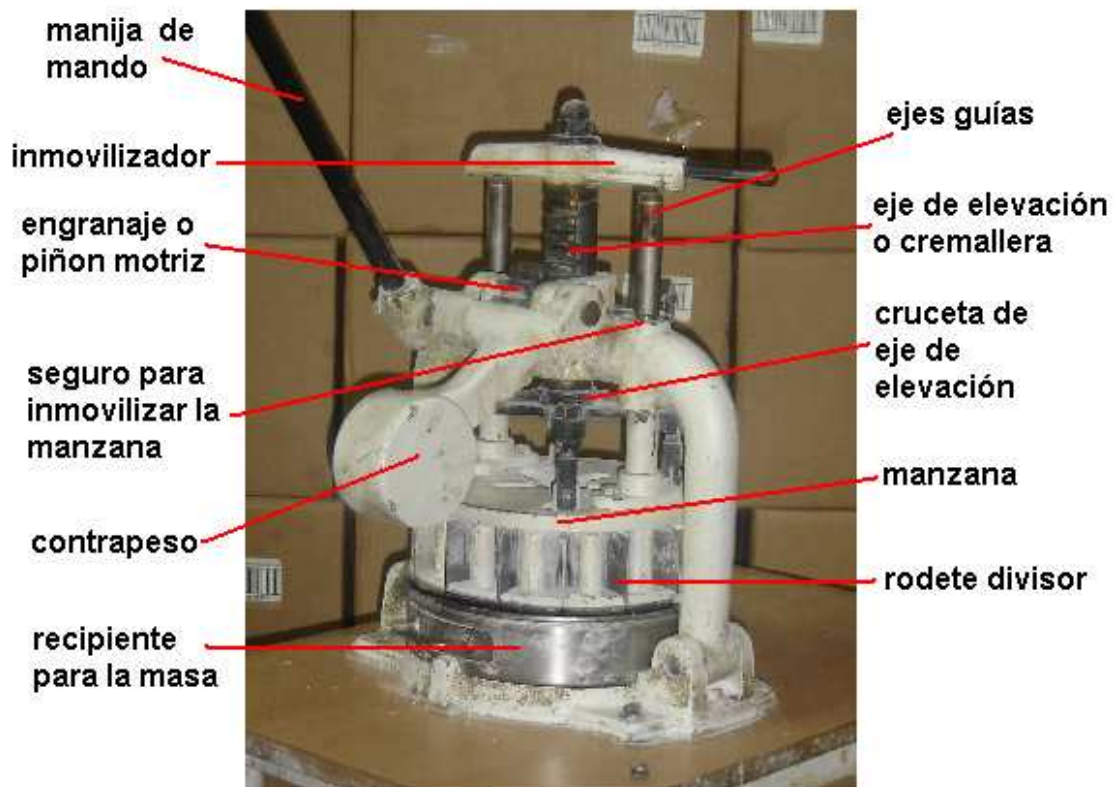 manija de
mando
inmovilizador
engranaje o
piñon motriz
seguro para
inmovilizar la
manzana
contrapeso
recipiente
para la masa
ejes guías
eje de elevación
o cremallera
cruceta de
eje de
elevación
manzana
rodete divisor